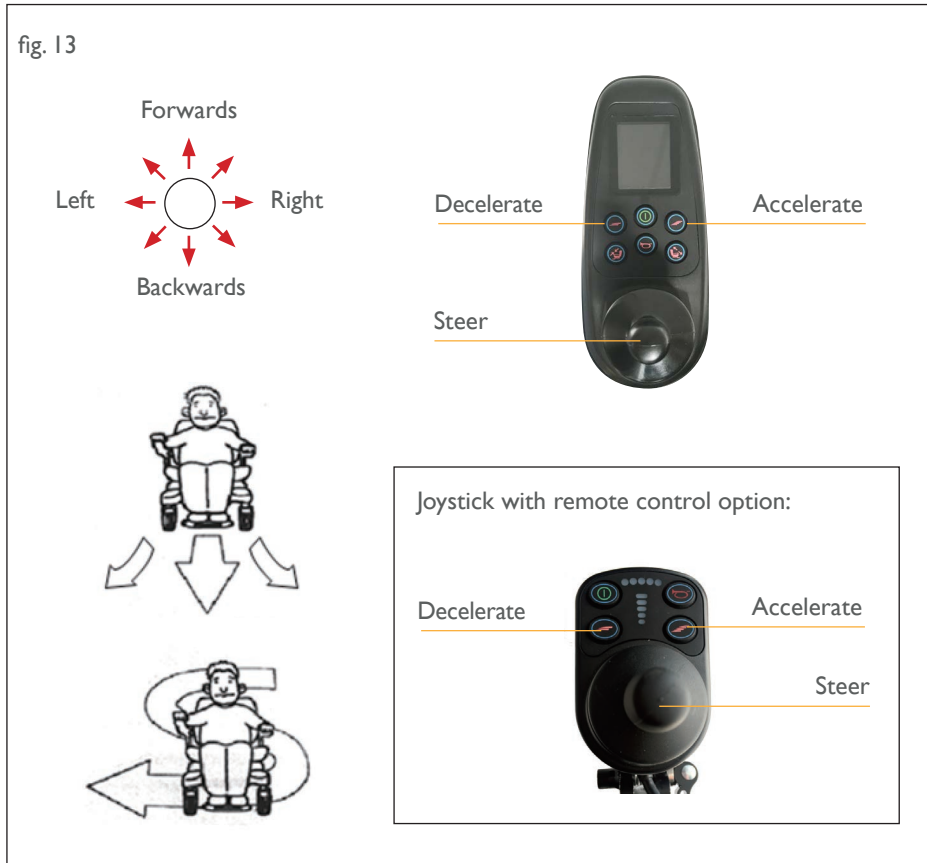 fig. 13
Forwards
Left
Right
Backwards
Decelerate
Accelerate
Steer
Joystick with remote control option:
Decelerate
Accelerate
Steer